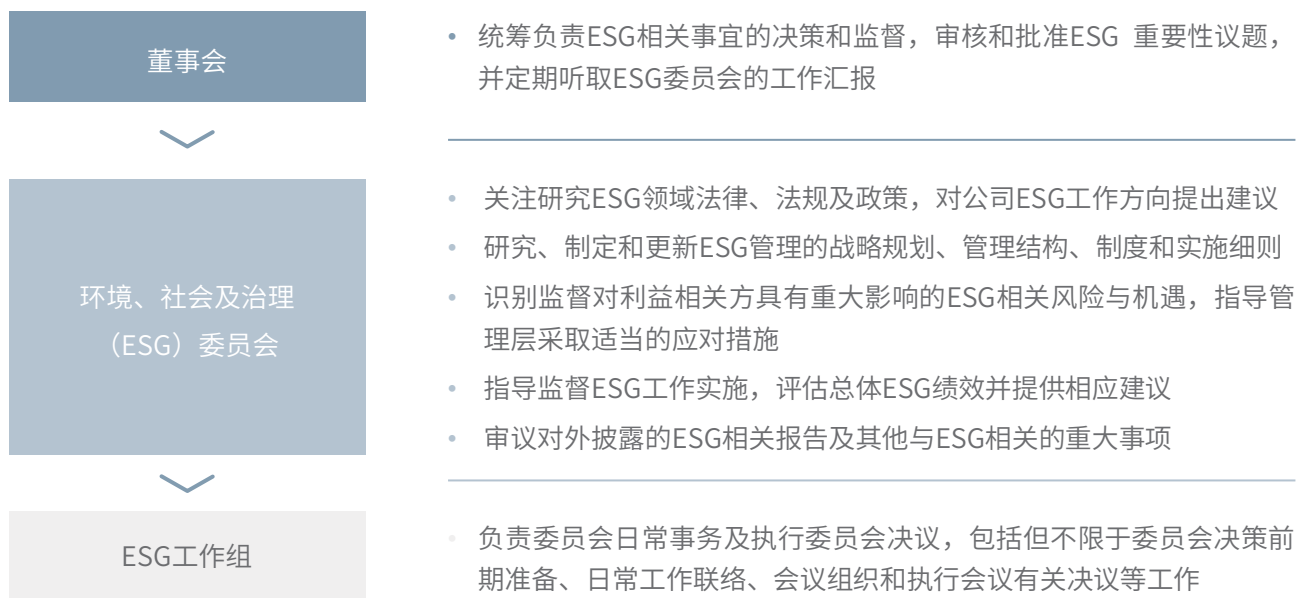 董事会
• 统筹负责ESG相关事宜的决策和监督，审核和批准ESG 重要性议题，
并定期听取ESG委员会的工作汇报
环境、社会及治理
（ESG）委员会
• 关注研究ESG领域法律、法规及政策，对公司ESG工作方向提出建议
• 研究、制定和更新ESG管理的战略规划、管理结构、制度和实施细则
• 识别监督对利益相关方具有重大影响的ESG相关风险与机遇，指导管
理层采取适当的应对措施
• 指导监督ESG工作实施，评估总体ESG绩效并提供相应建议
• 审议对外披露的ESG相关报告及其他与ESG相关的重大事项
ESG工作组
• 负责委员会日常事务及执行委员会决议，包括但不限于委员会决策前
期准备、日常工作联络、会议组织和执行会议有关决议等工作